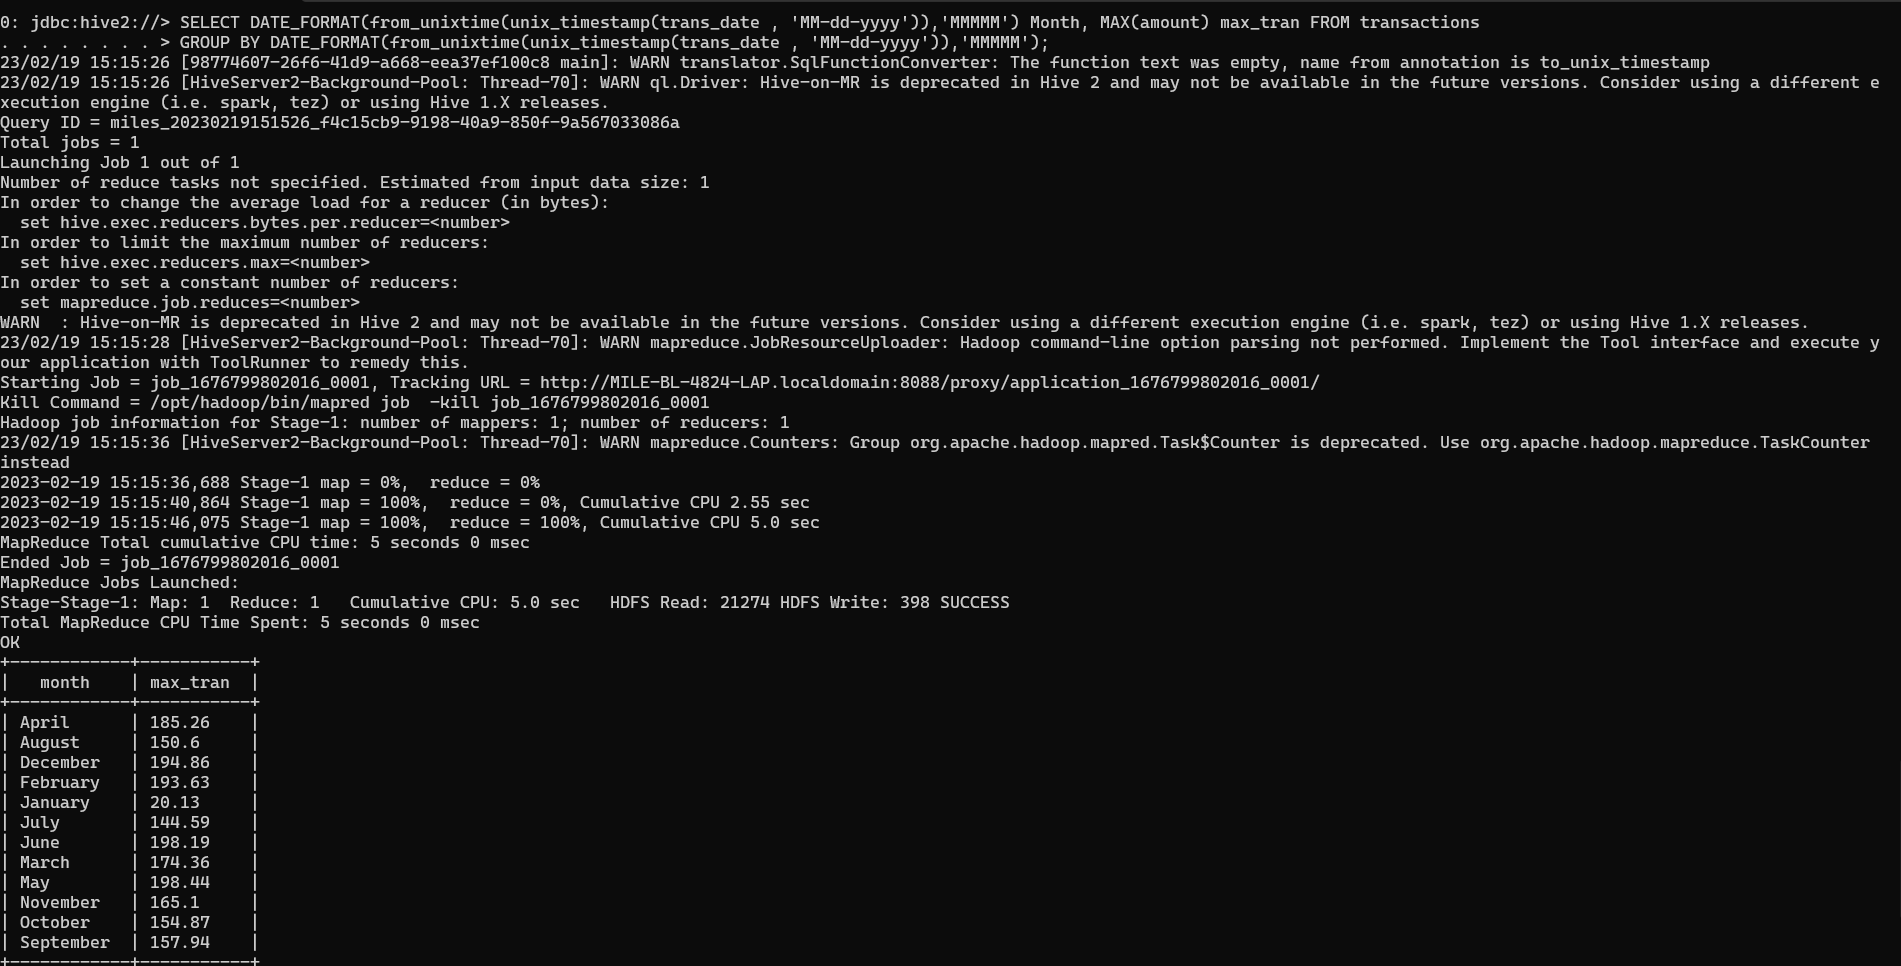 0: jdbc:hive2://> SELECT DATE_FORMAT(from_unixtime(unix_timestamp(trans_date , 'MM-dd-yyyy')),'MMMMM') Month, MAX(amount) max_tran FROM transactions
. . . . . . . . > GROUP BY DATE_FORMAT(from_unixtime(unix_timestamp(trans_date , 'MM-dd-yyyy')),'MMMMM');
23/02/19 15:15:26 [98774607-26f6-41d9-a668-eea37ef100c8 main]: WARN translator.SqlFunctionConverter: The function text was empty, name from annotation is to_unix_timestamp
23/02/19 15:15:26 [HiveServer2-Background-Pool: Thread-70]: WARN ql.Driver: Hive-on-MR is deprecated in Hive 2 and may not be available in the future versions. Consider using a different e
xecution engine (i.e. spark, tez) or using Hive 1.X releases.
Query ID = miles_20230219151526_f4c15cb9-9198-40a9-850f-9a567033086a
Total jobs = 1
Launching Job 1 out of 1
Number of reduce tasks not specified. Estimated from input data size: 1
In order to change the average load for a reducer (in bytes):
  set hive.exec.reducers.bytes.per.reducer=<number>
In order to limit the maximum number of reducers:
  set hive.exec.reducers.max=<number>
In order to set a constant number of reducers:
  set mapreduce.job.reduces=<number>
WARN  : Hive-on-MR is deprecated in Hive 2 and may not be available in the future versions. Consider using a different execution engine (i.e. spark, tez) or using Hive 1.X releases.
23/02/19 15:15:28 [HiveServer2-Background-Pool: Thread-70]: WARN mapreduce.JobResourceUploader: Hadoop command-line option parsing not performed. Implement the Tool interface and execute y
our application with ToolRunner to remedy this.
Starting Job = job_1676799802016_0001, Tracking URL = http://MILE-BL-4824-LAP.localdomain:8088/proxy/application_1676799802016_0001/
Kill Command = /opt/hadoop/bin/mapred job  -kill job_1676799802016_0001
Hadoop job information for Stage-1: number of mappers: 1; number of reducers: 1
23/02/19 15:15:36 [HiveServer2-Background-Pool: Thread-70]: WARN mapreduce.Counters: Group org.apache.hadoop.mapred.Task$Counter is deprecated. Use org.apache.hadoop.mapreduce.TaskCounter
instead
2023-02-19 15:15:36,688 Stage-1 map = 0%,  reduce = 0%
2023-02-19 15:15:40,864 Stage-1 map = 100%,  reduce = 0%, Cumulative CPU 2.55 sec
2023-02-19 15:15:46,075 Stage-1 map = 100%,  reduce = 100%, Cumulative CPU 5.0 sec
MapReduce Total cumulative CPU time: 5 seconds 0 msec
Ended Job = job_1676799802016_0001
MapReduce Jobs Launched:
Stage-Stage-1: Map: 1  Reduce: 1   Cumulative CPU: 5.0 sec   HDFS Read: 21274 HDFS Write: 398 SUCCESS
Total MapReduce CPU Time Spent: 5 seconds 0 msec
OK
+------------+-----------+
|   month    | max_tran  |
+------------+-----------+
| April      | 185.26    |
| August     | 150.6     |
| December   | 194.86    |
| February   | 193.63    |
| January    | 20.13     |
| July       | 144.59    |
| June       | 198.19    |
| March      | 174.36    |
| May        | 198.44    |
| November   | 165.1     |
| October    | 154.87    |
| September  | 157.94    |
+------------+-----------+